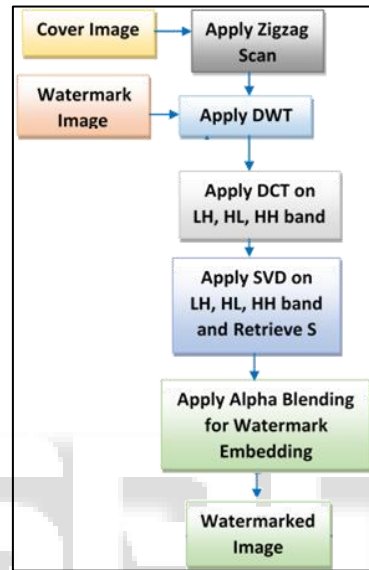 Cover Image
Apply Zigzag
Scan
Watermark
Image
Apply DWT
Apply DCT on
LH, HL, HH band
Apply SVD on
LH, HL, HH band
and Retrieve S
Apply Alpha Blending
for Watermark
Embedding
Watermarked
Image